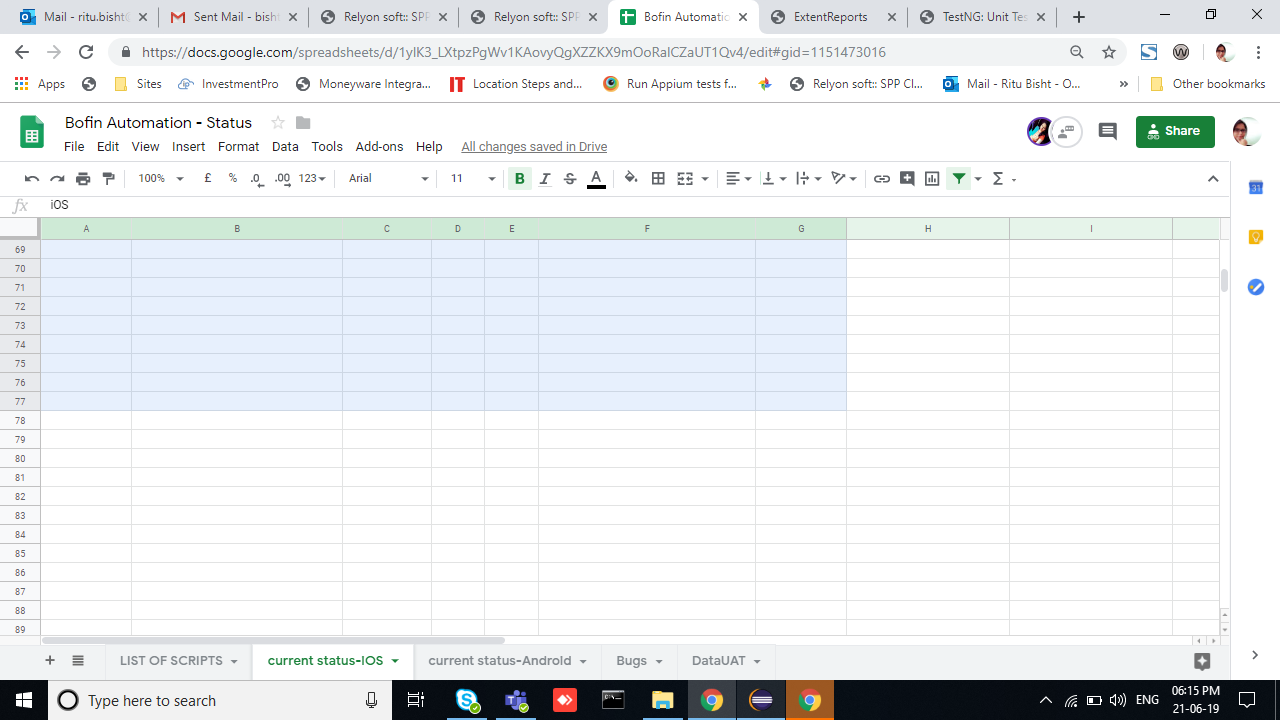 Mail - ritu.bisht@ Sent Mail - bish Relyon soft:: SPP Relyon soft:: SPP Bofin Automatic ExtentReports TestNG: Unit Tes
https://docs.google.com/spreadsheets/d/1ylK3_LXtpzPgWv1KAovyQgXZZKX9mOoRalCZaUT1Qv4/edit#gid=1151473016
Apps Sites InvestmentPro Moneyware Integra... Location Steps and... Run Appium tests f... Relyon soft:: SPP Cl... Mail - Ritu Bisht - O... » Other bookmarks
Bofin Automation - Status
Share
File Edit View Insert Format Data Tools Add-ons Help All changes saved in Drive
100% £ % .0 .00 123 Arial 11 B I S A Σ
fx iOS
A B C D E F G H I
69
70
71
72
73
74
75
76
77
78
79
80
81
82
83
84
85
86
87
88
89
LIST OF SCRIPTS current status-IOS current status-Android Bugs DataUAT
Type here to search
ENG
06:15 PM
21-06-19